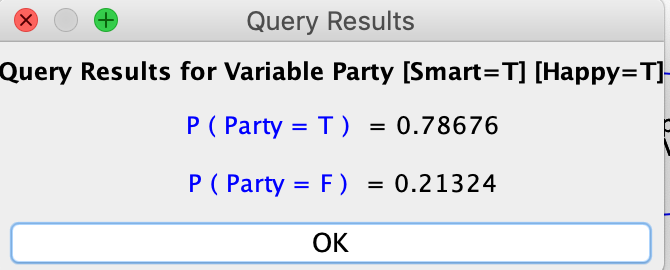 Query Results
Query Results for Variable Party [Smart=T] [Happy=T]
P ( Party = T ) = 0.78676
P ( Party = F ) = 0.21324
OK